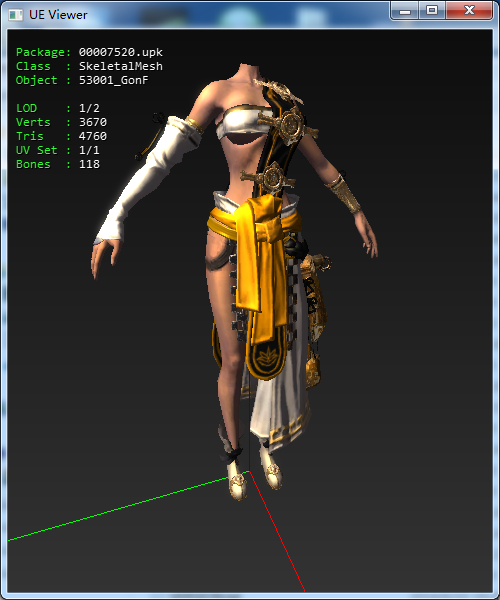 UE Viewer
Package: 00007520.upk
Class : SkeletalMesh
Object : 53001_GonF
LOD : 1/2
Verts : 3670
Tris : 4760
UV Set : 1/1
Bones : 118